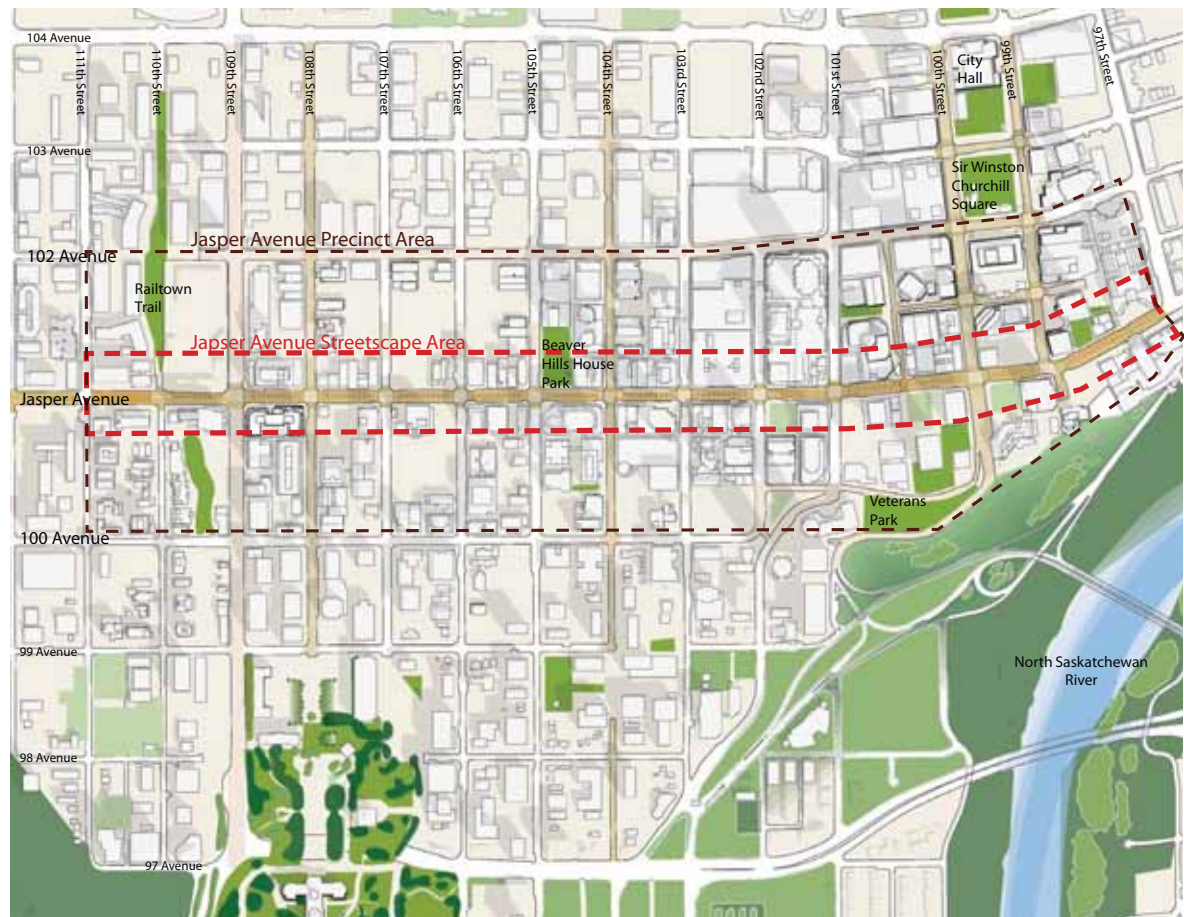 104 Avenue
111th Street
110th Street
109th Street
108th Street
107th Street
106th Street
105th Street
104th Street
103rd Street
102nd Street
101st Street
100th Street
City
Hall
99th Street
97th Street
103 Avenue
Sir Winston
Churchill
Square
Jasper Avenue Precinct Area
102 Avenue
Railtown
Trail
Japser Avenue Streetscape Area
Beaver
Hills House
Park
Jasper Avenue
Veterans
Park
100 Avenue
99 Avenue
North Saskatchewan
River
98 Avenue
97 Avenue